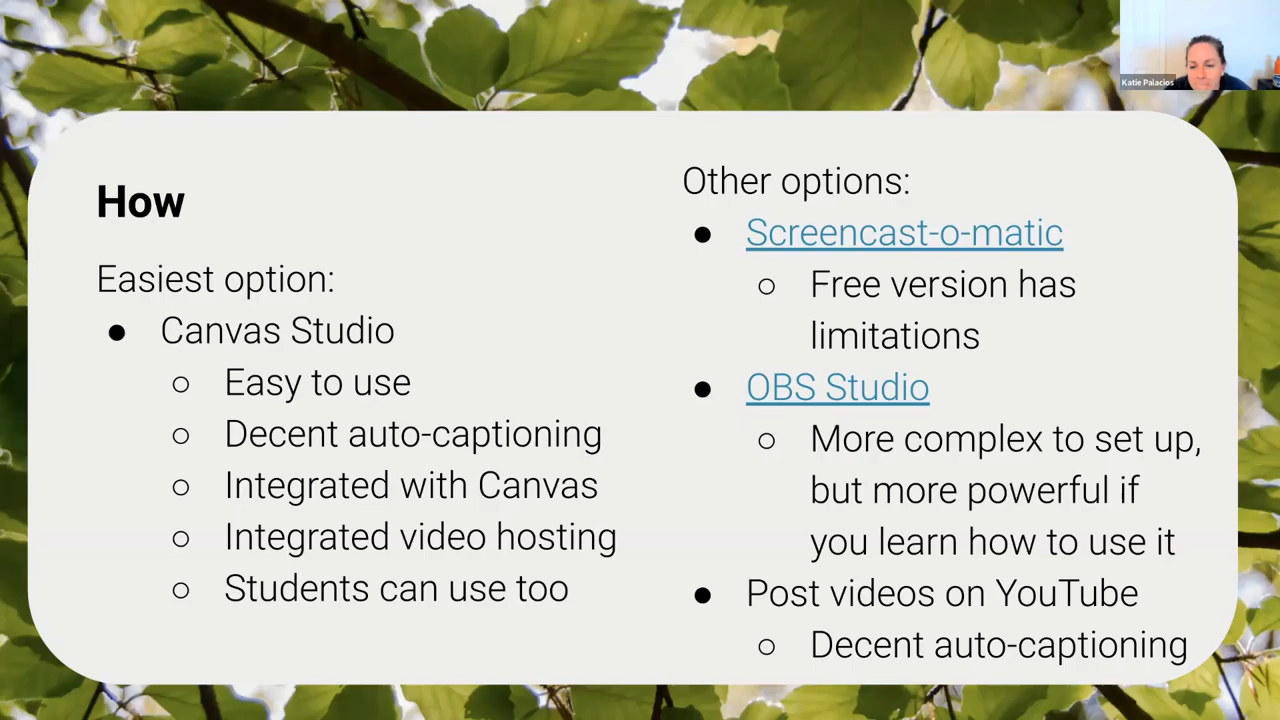 How
Easiest option:
● Canvas Studio
○ Easy to use
○ Decent auto-captioning
○ Integrated with Canvas
○ Integrated video hosting
○ Students can use too
Other options:
● Screencast-o-matic
○ Free version has
limitations
● OBS Studio
○ More complex to set up,
but more powerful if
you learn how to use it
● Post videos on YouTube
○ Decent auto-captioning
Katie Palacios